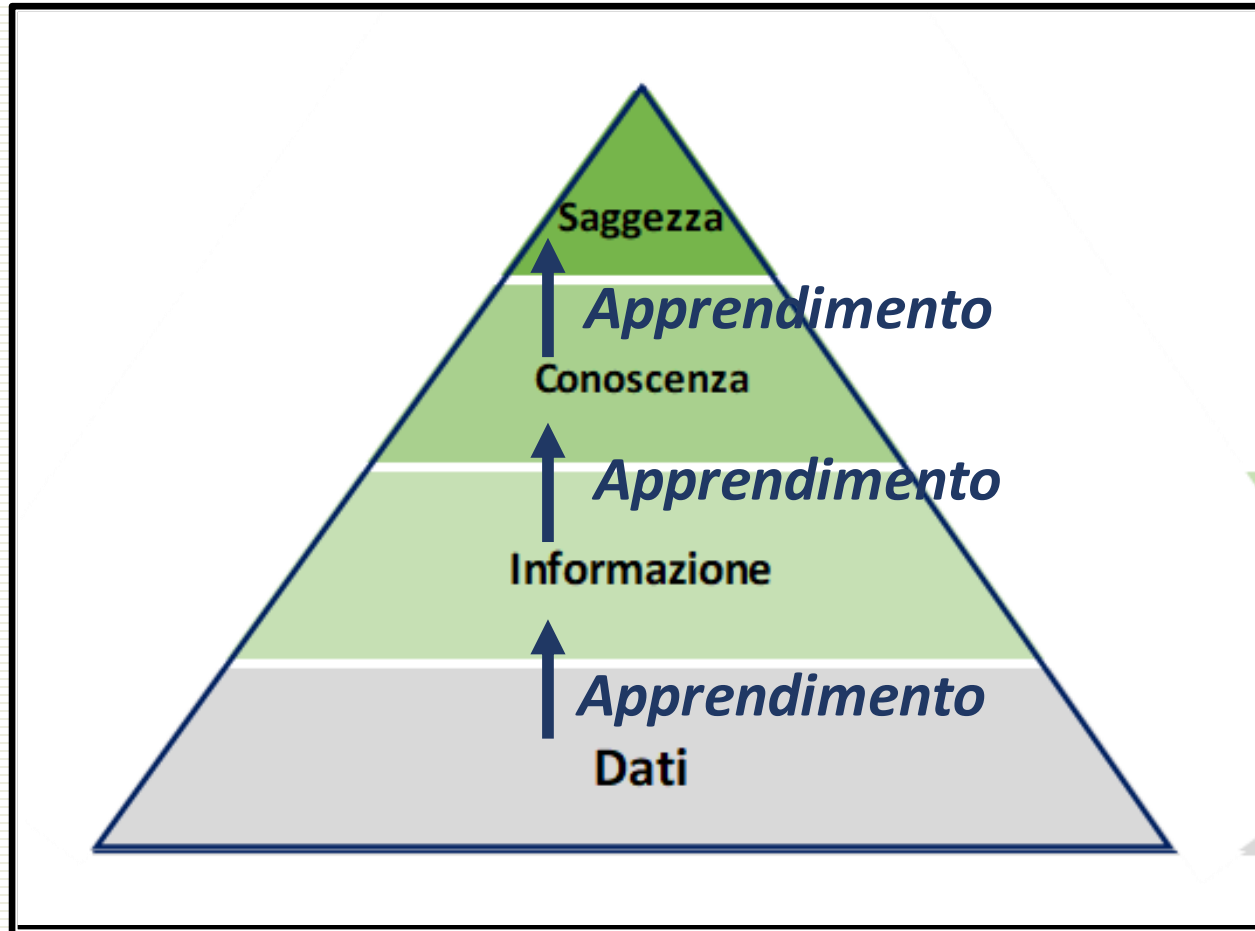 Saggezza
Apprendimento
Conoscenza
Apprendimento
Informazione
Apprendimento
Dati